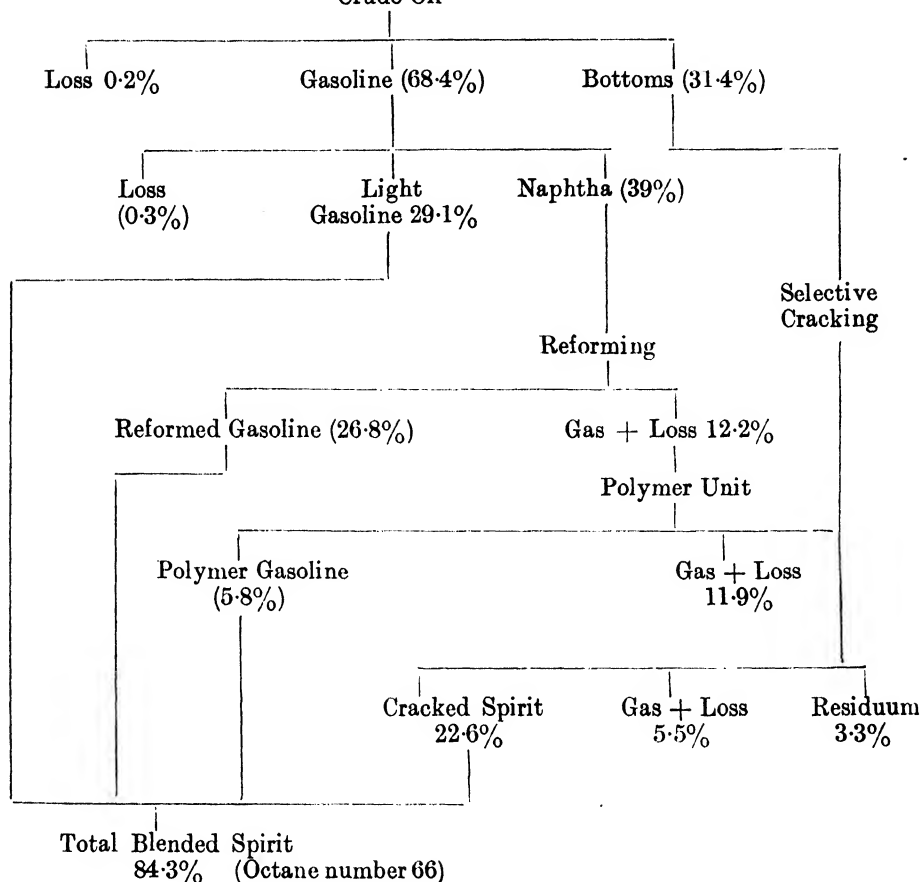 Loss 0·2%
Gasoline (68·4%)
Bottoms (31·4%)
Loss
(0·3%)
Light
Gasoline 29·1%
Naphtha (39%)
Selective
Cracking
Reforming
Reformed Gasoline (26·8%)
Gas + Loss 12·2%
Polymer Unit
Polymer Gasoline
(5·8%)
Gas + Loss
11·9%
Cracked Spirit
22·6%
Gas + Loss
5·5%
Residuum
3·3%
Total Blended Spirit
84·3% (Octane number 66)